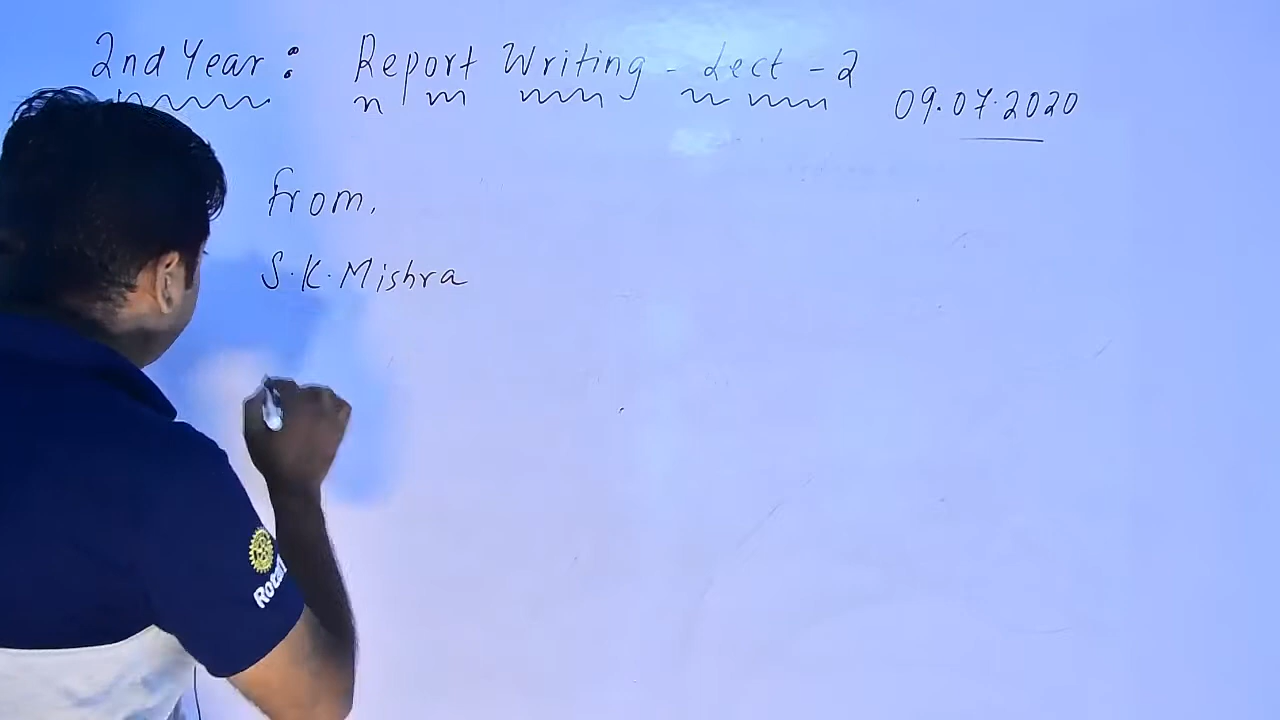 2nd Year: Report Writing - Lect - 2
09.07.2020
From,
S.K. Mishra